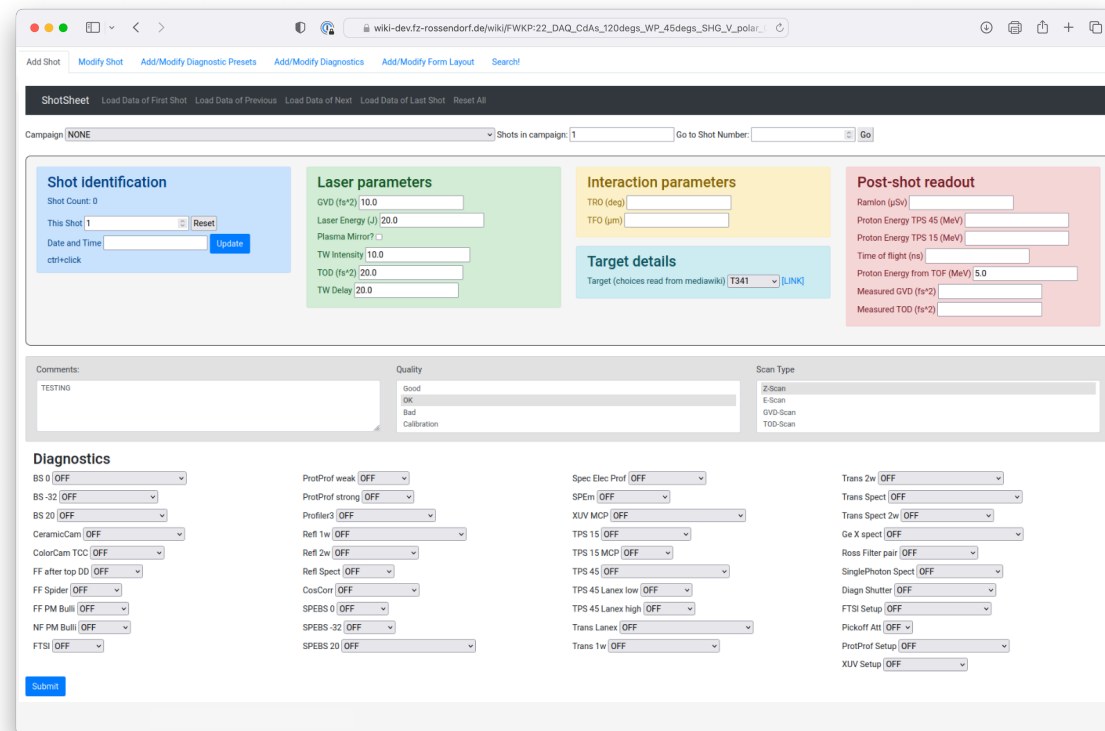 wiki-dev.fz-rossendorf.de/wiki/FWKP:22_DAQ_CdAs_120degs_WP_45degs_SHG_V_polar_
Add Shot Modify Shot Add/Modify Diagnostic Presets Add/Modify Diagnostics Add/Modify Form Layout Search!
ShotSheet Load Data of First Shot Load Data of Previous Load Data of Next Load Data of Last Shot Reset All
Campaign NONE Shots in campaign: 1 Go to Shot Number: Go
Shot identification
Shot Count: 0
This Shot 1 Reset
Date and Time Update
ctrl+click
Laser parameters
GVD (fs^2) 10.0
Laser Energy (J) 20.0
Plasma Mirror?
TW Intensity 10.0
TOD (fs^2) 20.0
TW Delay 20.0
Interaction parameters
TRO (deg)
TFO (μm)
Target details
Target (choices read from mediawiki) T341 [LINK]
Post-shot readout
RamIon (μSv)
Proton Energy TPS 45 (MeV)
Proton Energy TPS 15 (MeV)
Time of flight (ns)
Proton Energy from TOF (MeV) 5.0
Measured GVD (fs^2)
Measured TOD (fs^2)
Comments:
TESTING
Quality
Good
OK
Bad
Calibration
Scan Type
Z-Scan
E-Scan
GVD-Scan
TOD-Scan
Diagnostics
BS 0 OFF
BS -32 OFF
BS 20 OFF
CeramicCam OFF
ColorCam TCC OFF
FF after top DD OFF
FF Spider OFF
FF PM Bulli OFF
NF PM Bulli OFF
FTSI OFF
ProtProf weak OFF
ProtProf strong OFF
Profiler3 OFF
Refl 1w OFF
Refl 2w OFF
Refl Spect OFF
CosCorr OFF
SPEBS 0 OFF
SPEBS -32 OFF
SPEBS 20 OFF
Spec Elec Prof OFF
SPEm OFF
XUV MCP OFF
TPS 15 OFF
TPS 15 MCP OFF
TPS 45 OFF
TPS 45 Lanex low OFF
TPS 45 Lanex high OFF
Trans Lanex OFF
Trans 1w OFF
Trans 2w OFF
Trans Spect OFF
Trans Spect 2w OFF
Ge X spect OFF
Ross Filter pair OFF
SinglePhoton Spect OFF
Diagn Shutter OFF
FTSI Setup OFF
Pickoff Att OFF
ProtProf Setup OFF
XUV Setup OFF
Submit